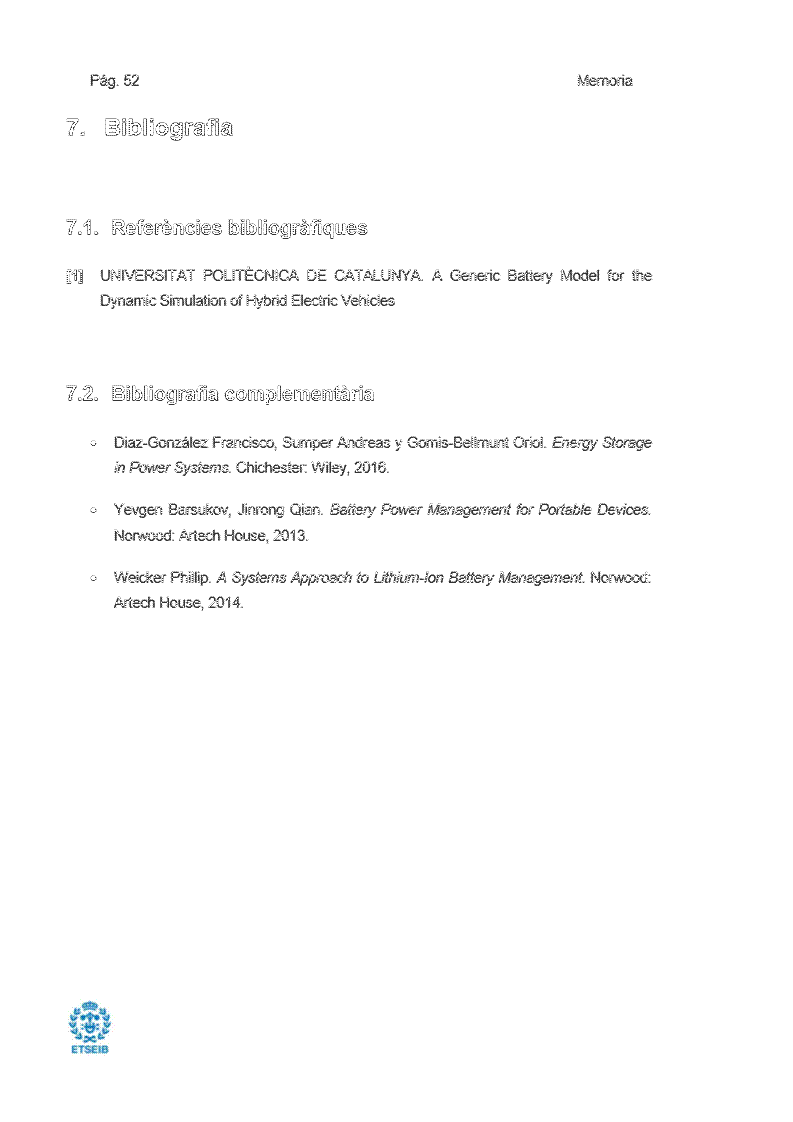 Pág. 52 Memoria
7. Bibliografia
7.1. Referències bibliogràfiques
[1] UNIVERSITAT POLITÈCNICA DE CATALUNYA. A Generic Battery Model for the
Dynamic Simulation of Hybrid Electric Vehicles
7.2. Bibliografia complementària
◦ Diaz-González Francisco, Sumper Andreas y Gomis-Bellmunt Oriol. Energy Storage
in Power Systems. Chichester: Wiley, 2016.
◦ Yevgen Barsukov, Jinrong Qian. Battery Power Management for Portable Devices.
Norwood: Artech House, 2013.
◦ Weicker Phillip. A Systems Approach to Lithium-Ion Battery Management. Norwood:
Artech House, 2014.
ETSEIB